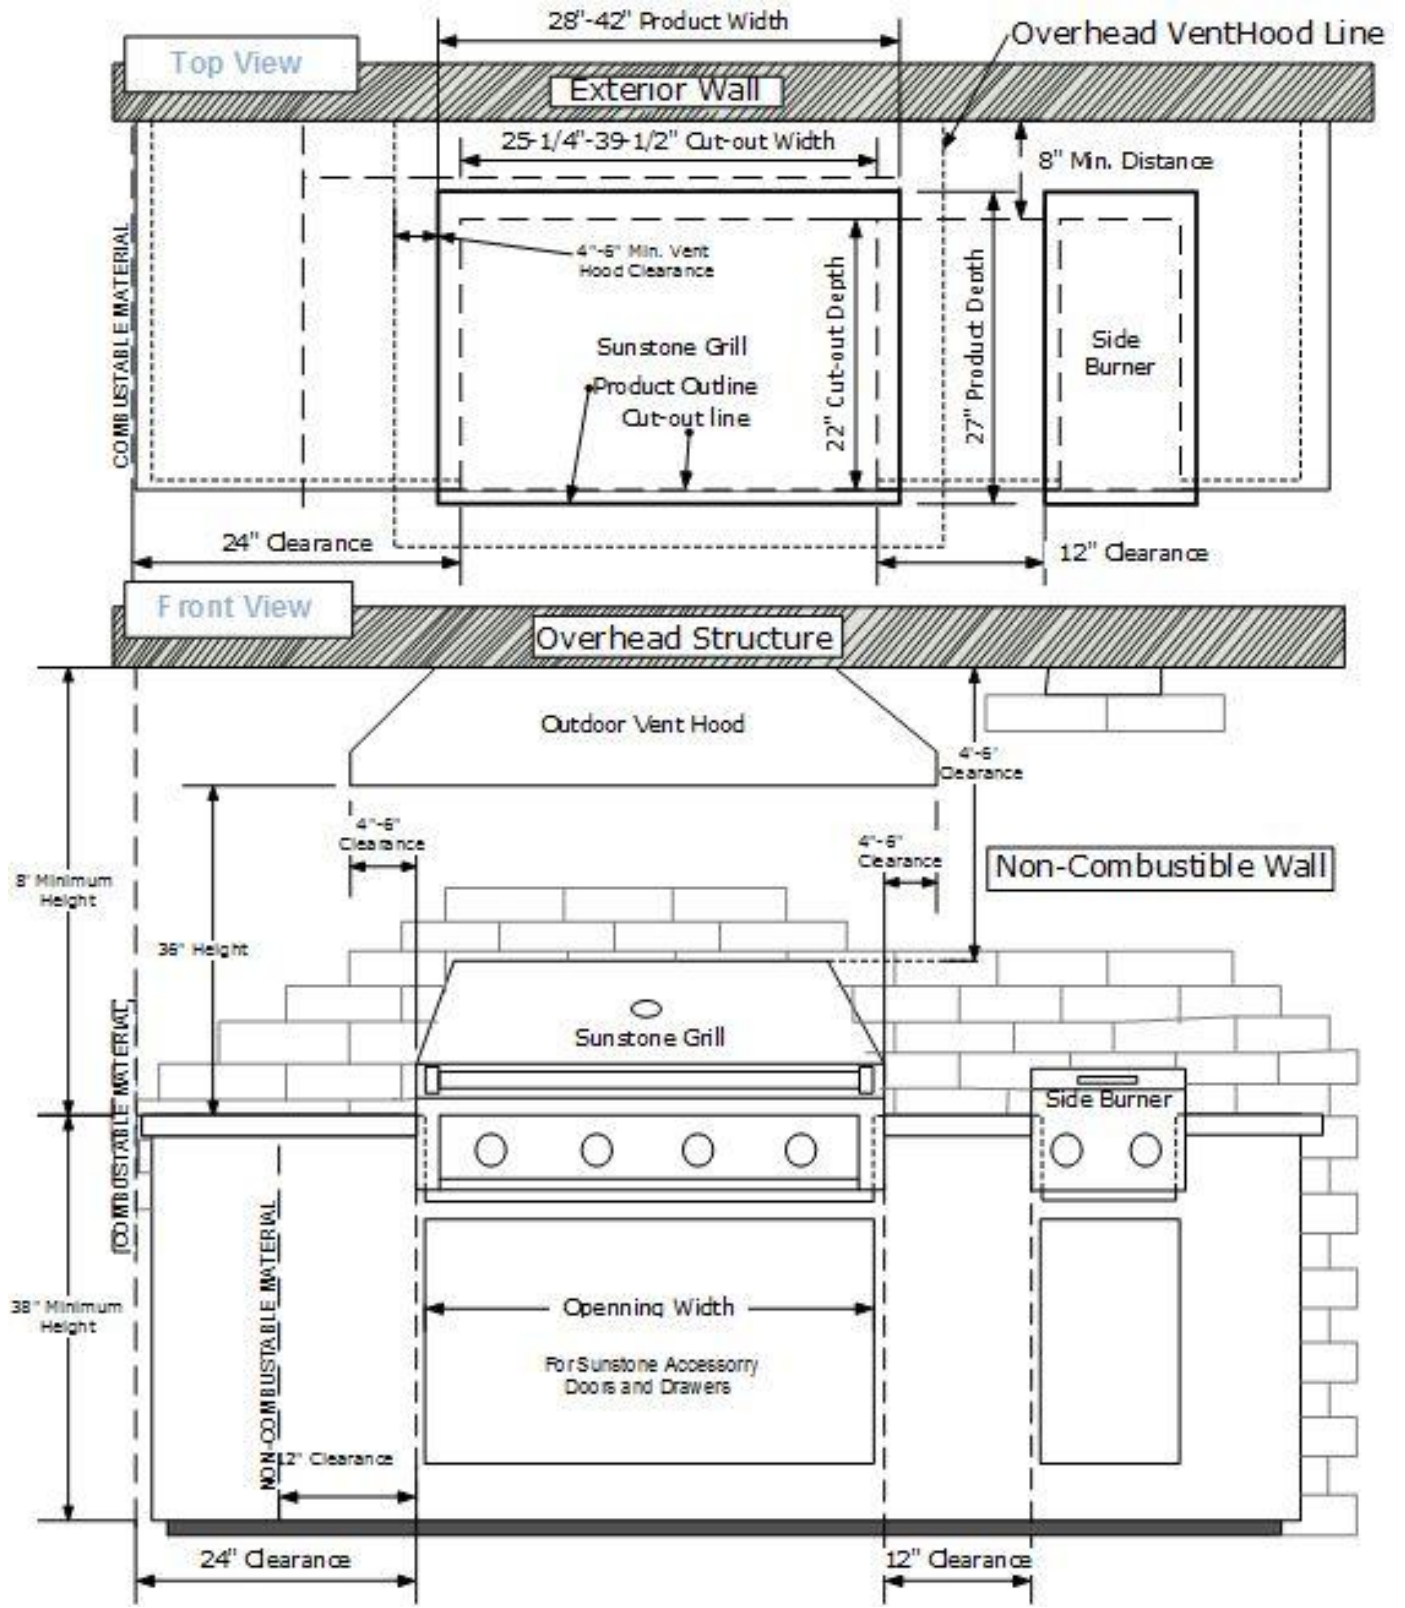 28"-42" Product Width
Overhead VentHood Line
Top View
Exterior Wall
25-1/4"-39-1/2" Cut-out Width
8" Min. Distance
COMBUSTABLE MATERIAL
4"-6" Min. Vent
Hood Clearance
22" Cut-out Depth
27" Product Depth
Sunstone Grill
Side
Burner
Product Outline
Cut-out line
24" Clearance
12" Clearance
Front View
Overhead Structure
Outdoor Vent Hood
4'-6'
Clearance
4"-6"
Clearance
4"-6"
Clearance
Non-Combustible Wall
8' Minimum
Height
36" Height
Sunstone Grill
COMBUSTABLE MATERIAL
Side Burner
NON-COMBUSTABLE MATERIAL
38" Minimum
Height
Openning Width
For Sunstone Accessorry
Doors and Drawers
12" Clearance
24" Clearance
12" Clearance